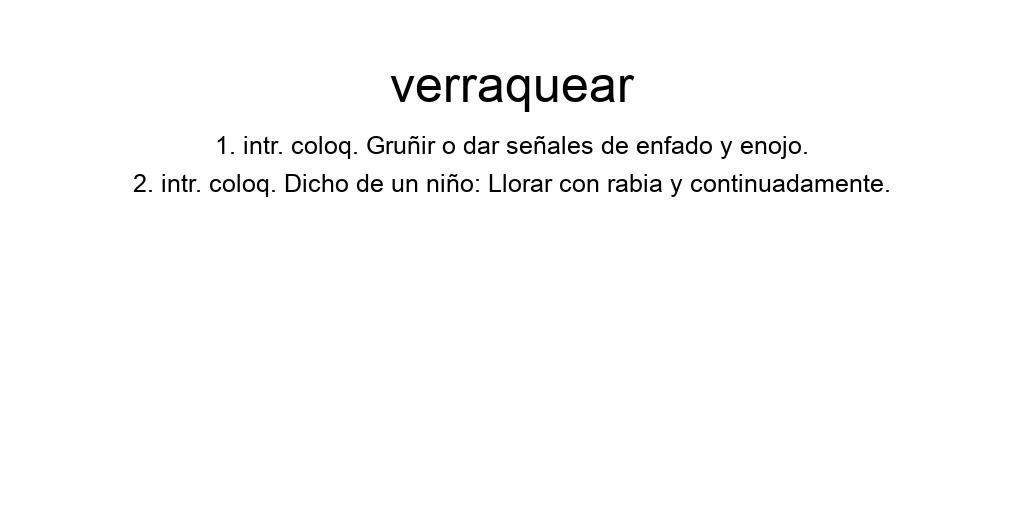 verraquear
1. intr. coloq. Gruñir o dar señales de enfado y enojo.
2. intr. coloq. Dicho de un niño: Llorar con rabia y continuadamente.